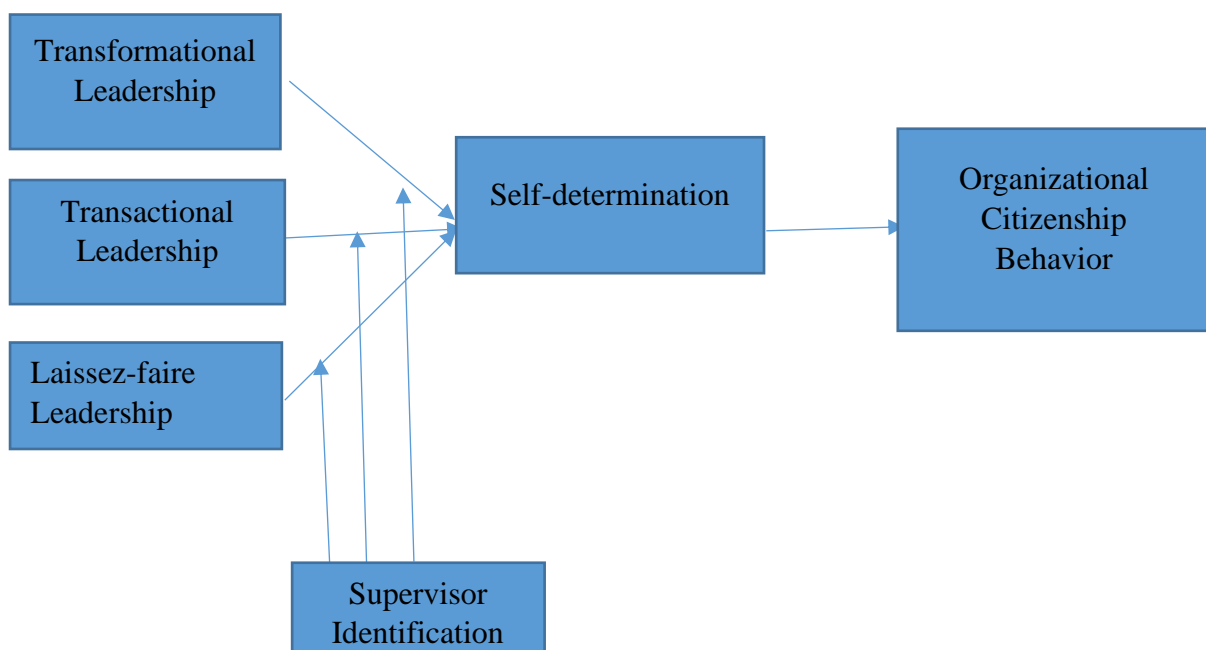 Transformational
Leadership
Transactional
Leadership
Laissez-faire
Leadership
Self-determination
Organizational
Citizenship
Behavior
Supervisor
Identification